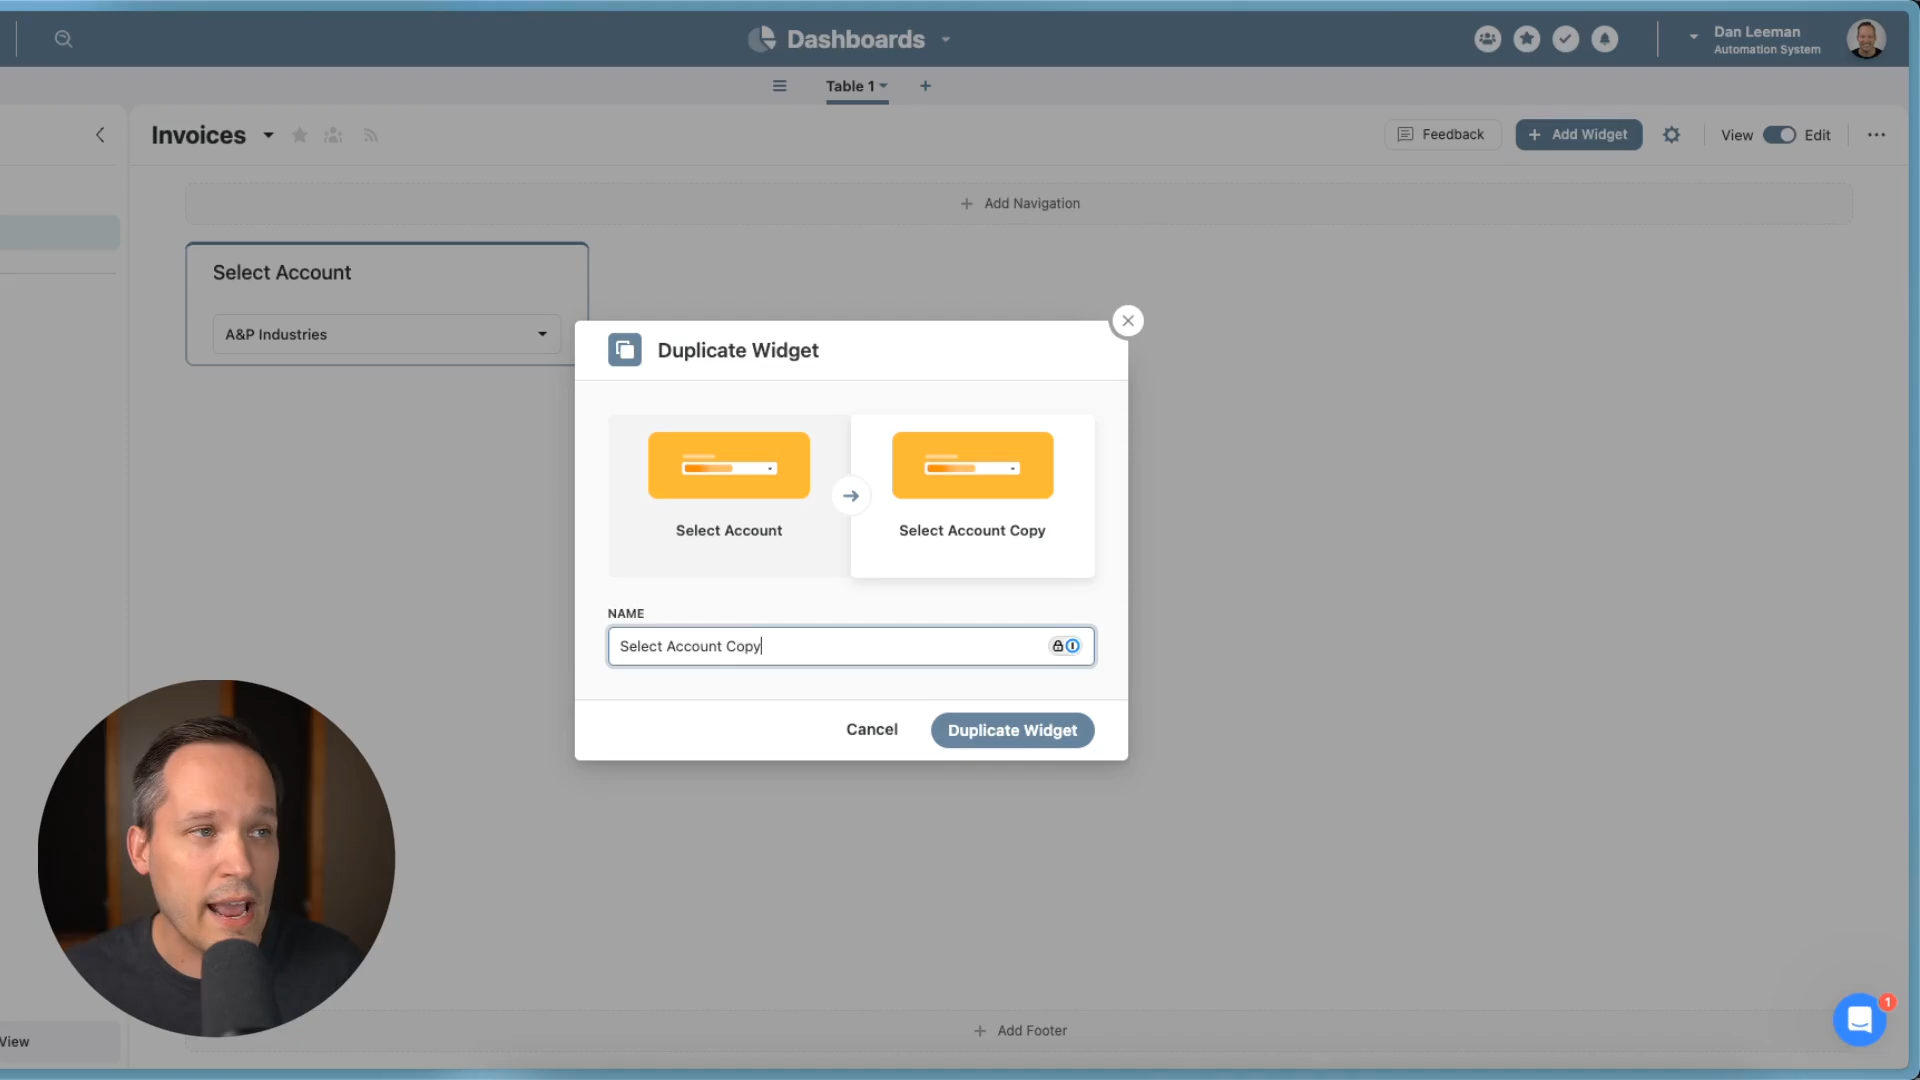 Dashboards
Dan Leeman
Automation System
Table 1
Invoices
Feedback
Add Widget
View
Edit
Add Navigation
Select Account
A&P Industries
Duplicate Widget
Select Account
Select Account Copy
NAME
Select Account Copy
Cancel
Duplicate Widget
1
Add Footer
View